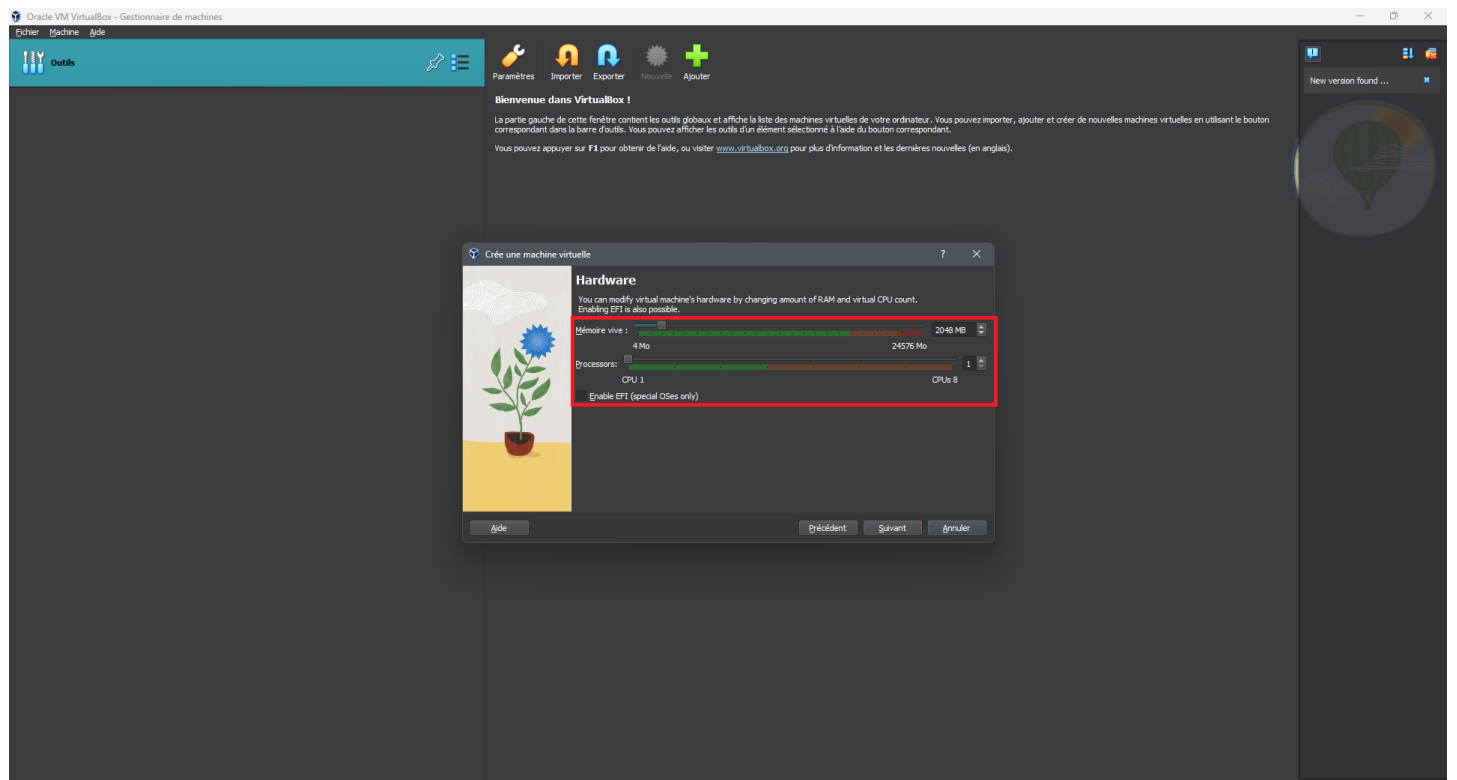 Oracle VM VirtualBox - Gestionnaire de machines
Fichier Machine Aide
Outils
Paramètres Importer Exporter Nouvelle Ajouter
New version found ...
Bienvenue dans VirtualBox !
La partie gauche de cette fenêtre contient les outils globaux et affiche la liste des machines virtuelles de votre ordinateur. Vous pouvez importer, ajouter et créer de nouvelles machines virtuelles en utilisant le bouton
correspondant dans la barre d'outils. Vous pouvez afficher les outils d'un élément sélectionné à l'aide du bouton correspondant.
Vous pouvez appuyer sur F1 pour obtenir de l'aide, ou visiter www.virtualbox.org pour plus d'information et les dernières nouvelles (en anglais).
Crée une machine virtuelle
Hardware
You can modify virtual machine's hardware by changing amount of RAM and virtual CPU count.
Enabling EFI is also possible.
Mémoire vive : 2048 MB
4 Mo 24576 Mo
Processors: 1
CPU 1 CPUs 8
Enable EFI (special OSes only)
Aide Précédent Suivant Annuler